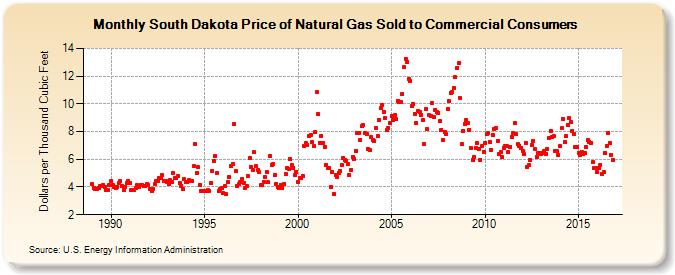 Monthly South Dakota Price of Natural Gas Sold to Commercial Consumers
Dollars per Thousand Cubic Feet
14
12
10
8
6
4
2
1990 1995 2000 2005 2010 2015
Source: U.S. Energy Information Administration